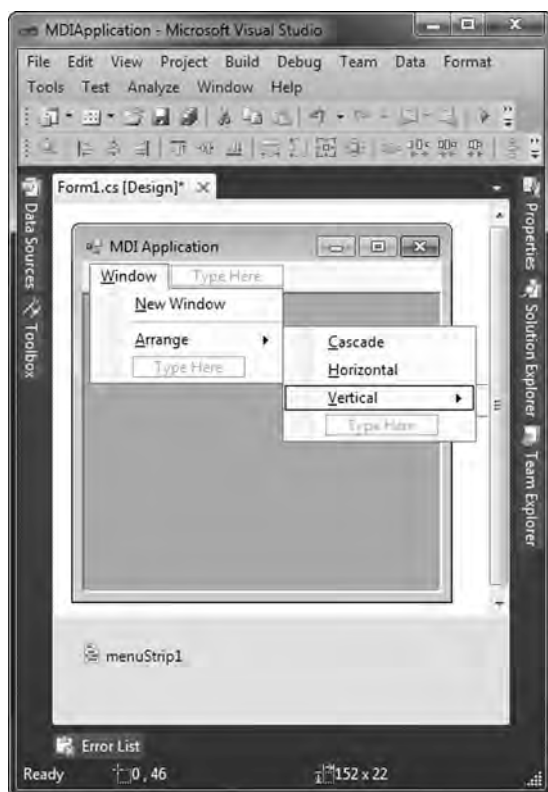 MDIApplication - Microsoft Visual Studio
File Edit View Project Build Debug Team Data Format
Tools Test Analyze Window Help
Form1.cs [Design]*
Data Sources
Toolbox
Properties
Solution Explorer
Team Explorer
MDI Application
Window Type Here
New Window
Arrange
Type Here
Cascade
Horizontal
Vertical
Type Here
menuStrip1
Error List
Ready 0, 46 152 x 22